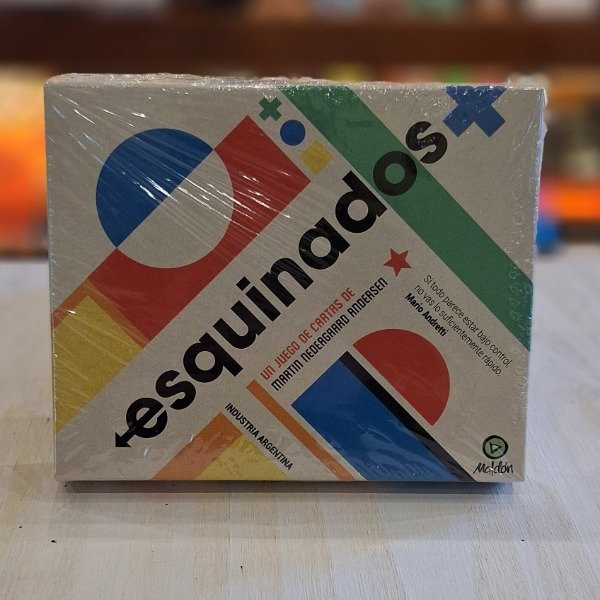 esquinados
UN JUEGO DE CARTAS DE
MARTIN NEDERGAARD ANDERSEN
Si todo parece estar bajo control,
no vas lo suficientemente rápido.
Mario Andretti
INDUSTRIA ARGENTINA
Maldón